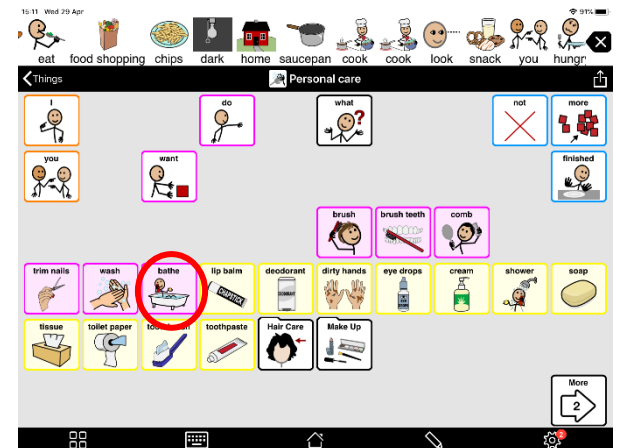 15:11 Wed 29 Apr 91%
eat food shopping chips dark home saucepan cook cook look snack you hungry
Things Personal care
I do what not more
you want finished
brush brush teeth comb
trim nails wash bathe lip balm deodorant dirty hands eye drops cream shower soap
CHAPSTICK DEODORANT
tissue toilet paper toothbrush toothpaste Hair Care Make Up
More
2
2